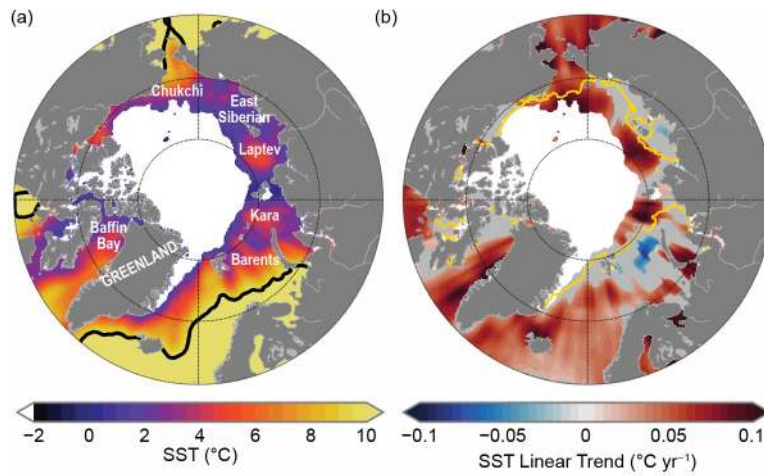 (a)
Chukchi
East
Siberian
Laptev
Kara
Baffin
Bay
Barents
GREENLAND
−2 0 2 4 6 8 10
SST (°C)
(b)
−0.1 −0.05 0 0.05 0.1
SST Linear Trend (°C yr⁻¹)